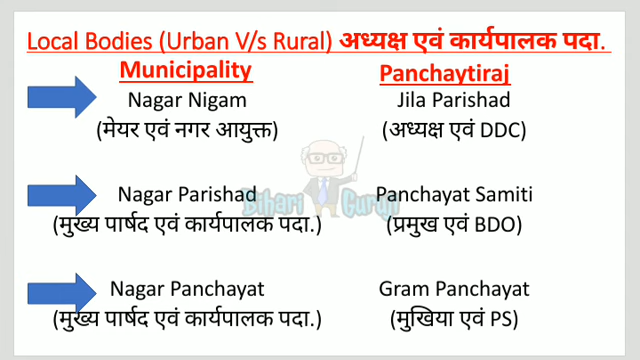 Local Bodies (Urban V/s Rural) अध्यक्ष एवं कार्यपालक पदा.
Municipality
Panchaytiraj
Nagar Nigam
Jila Parishad
(मेयर एवं नगर आयुक्त)
(अध्यक्ष एवं DDC)
Nagar Parishad
Panchayat Samiti
Bihari Guruji
(मुख्य पार्षद एवं कार्यपालक पदा.)
(प्रमुख एवं BDO)
Nagar Panchayat
Gram Panchayat
(मुख्य पार्षद एवं कार्यपालक पदा.)
(मुखिया एवं PS)